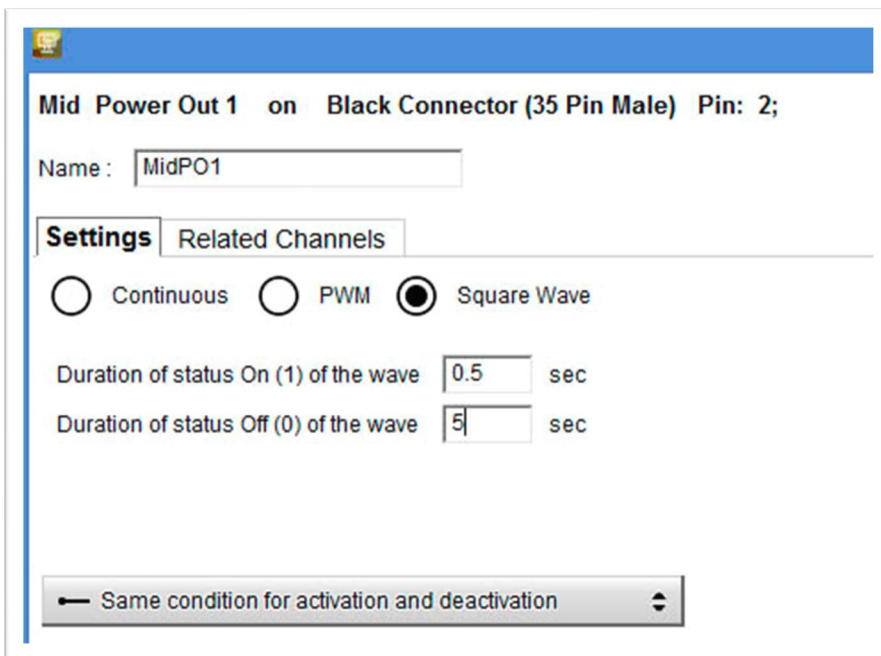 Mid Power Out 1 on Black Connector (35 Pin Male) Pin: 2;
Name : MidPO1
Settings Related Channels
Continuous PWM Square Wave
Duration of status On (1) of the wave 0.5 sec
Duration of status Off (0) of the wave 5 sec
Same condition for activation and deactivation